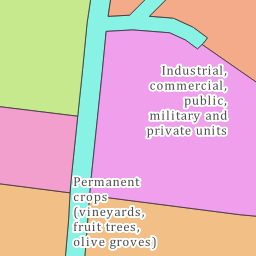 Industrial,
commercial,
public,
military and
private units
Permanent
crops
(vineyards,
fruit trees,
olive groves)